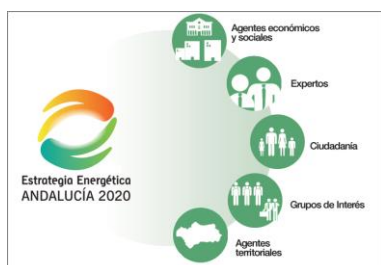 Agentes económicos
y sociales
Expertos
Ciudadanía
Grupos de Interés
Agentes
territoriales
Estrategia Energética
ANDALUCÍA 2020